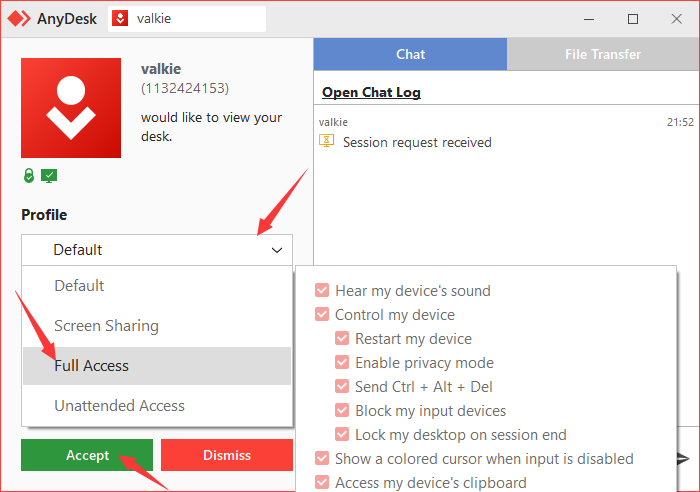 AnyDesk
valkie
valkie
(1132424153)
would like to view your
desk.
Profile
Default
Default
Screen Sharing
Full Access
Unattended Access
Accept
Dismiss
Chat
File Transfer
Open Chat Log
valkie
21:52
Session request received
Hear my device's sound
Control my device
Restart my device
Enable privacy mode
Send Ctrl + Alt + Del
Block my input devices
Lock my desktop on session end
Show a colored cursor when input is disabled
Access my device's clipboard